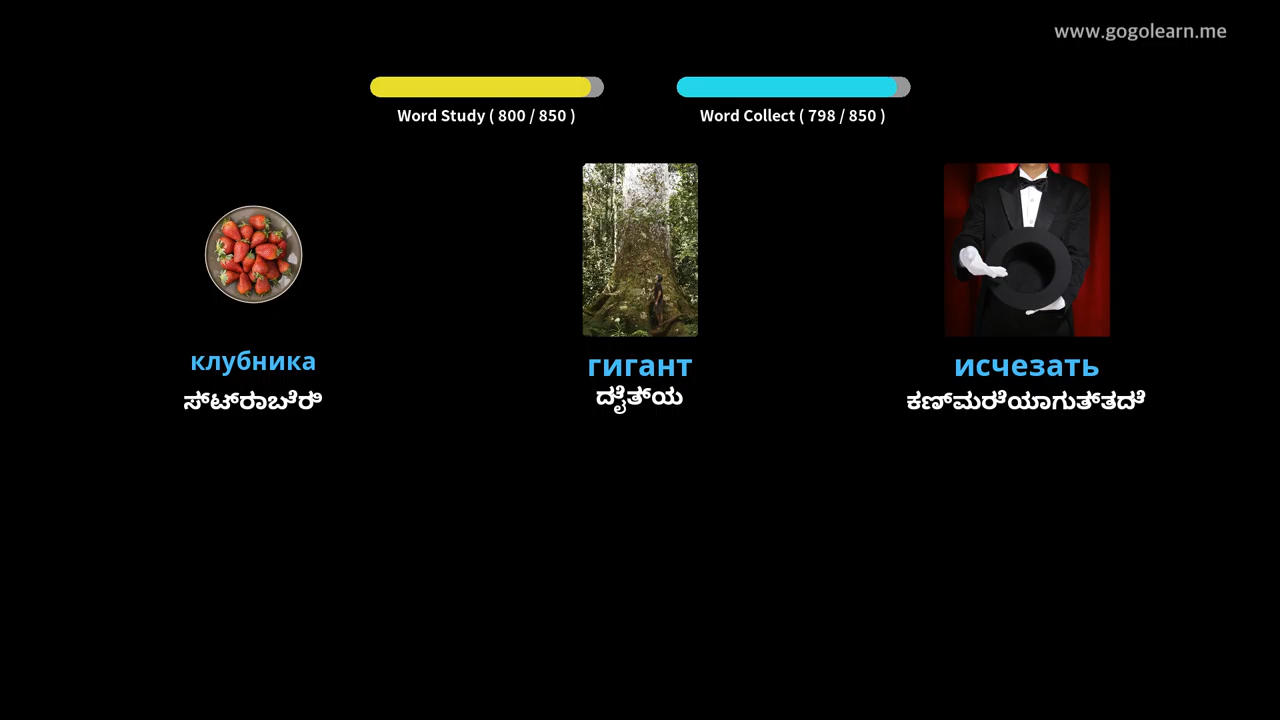 www.gogolearn.me
Word Study ( 800 / 850 )
Word Collect ( 798 / 850 )
клубника
ಸ್ಟ್ರಾಬೆರಿ
гигант
ದೈತ್ಯ
исчезать
ಕಣ್ಮರೆಯಾಗುತ್ತದೆ